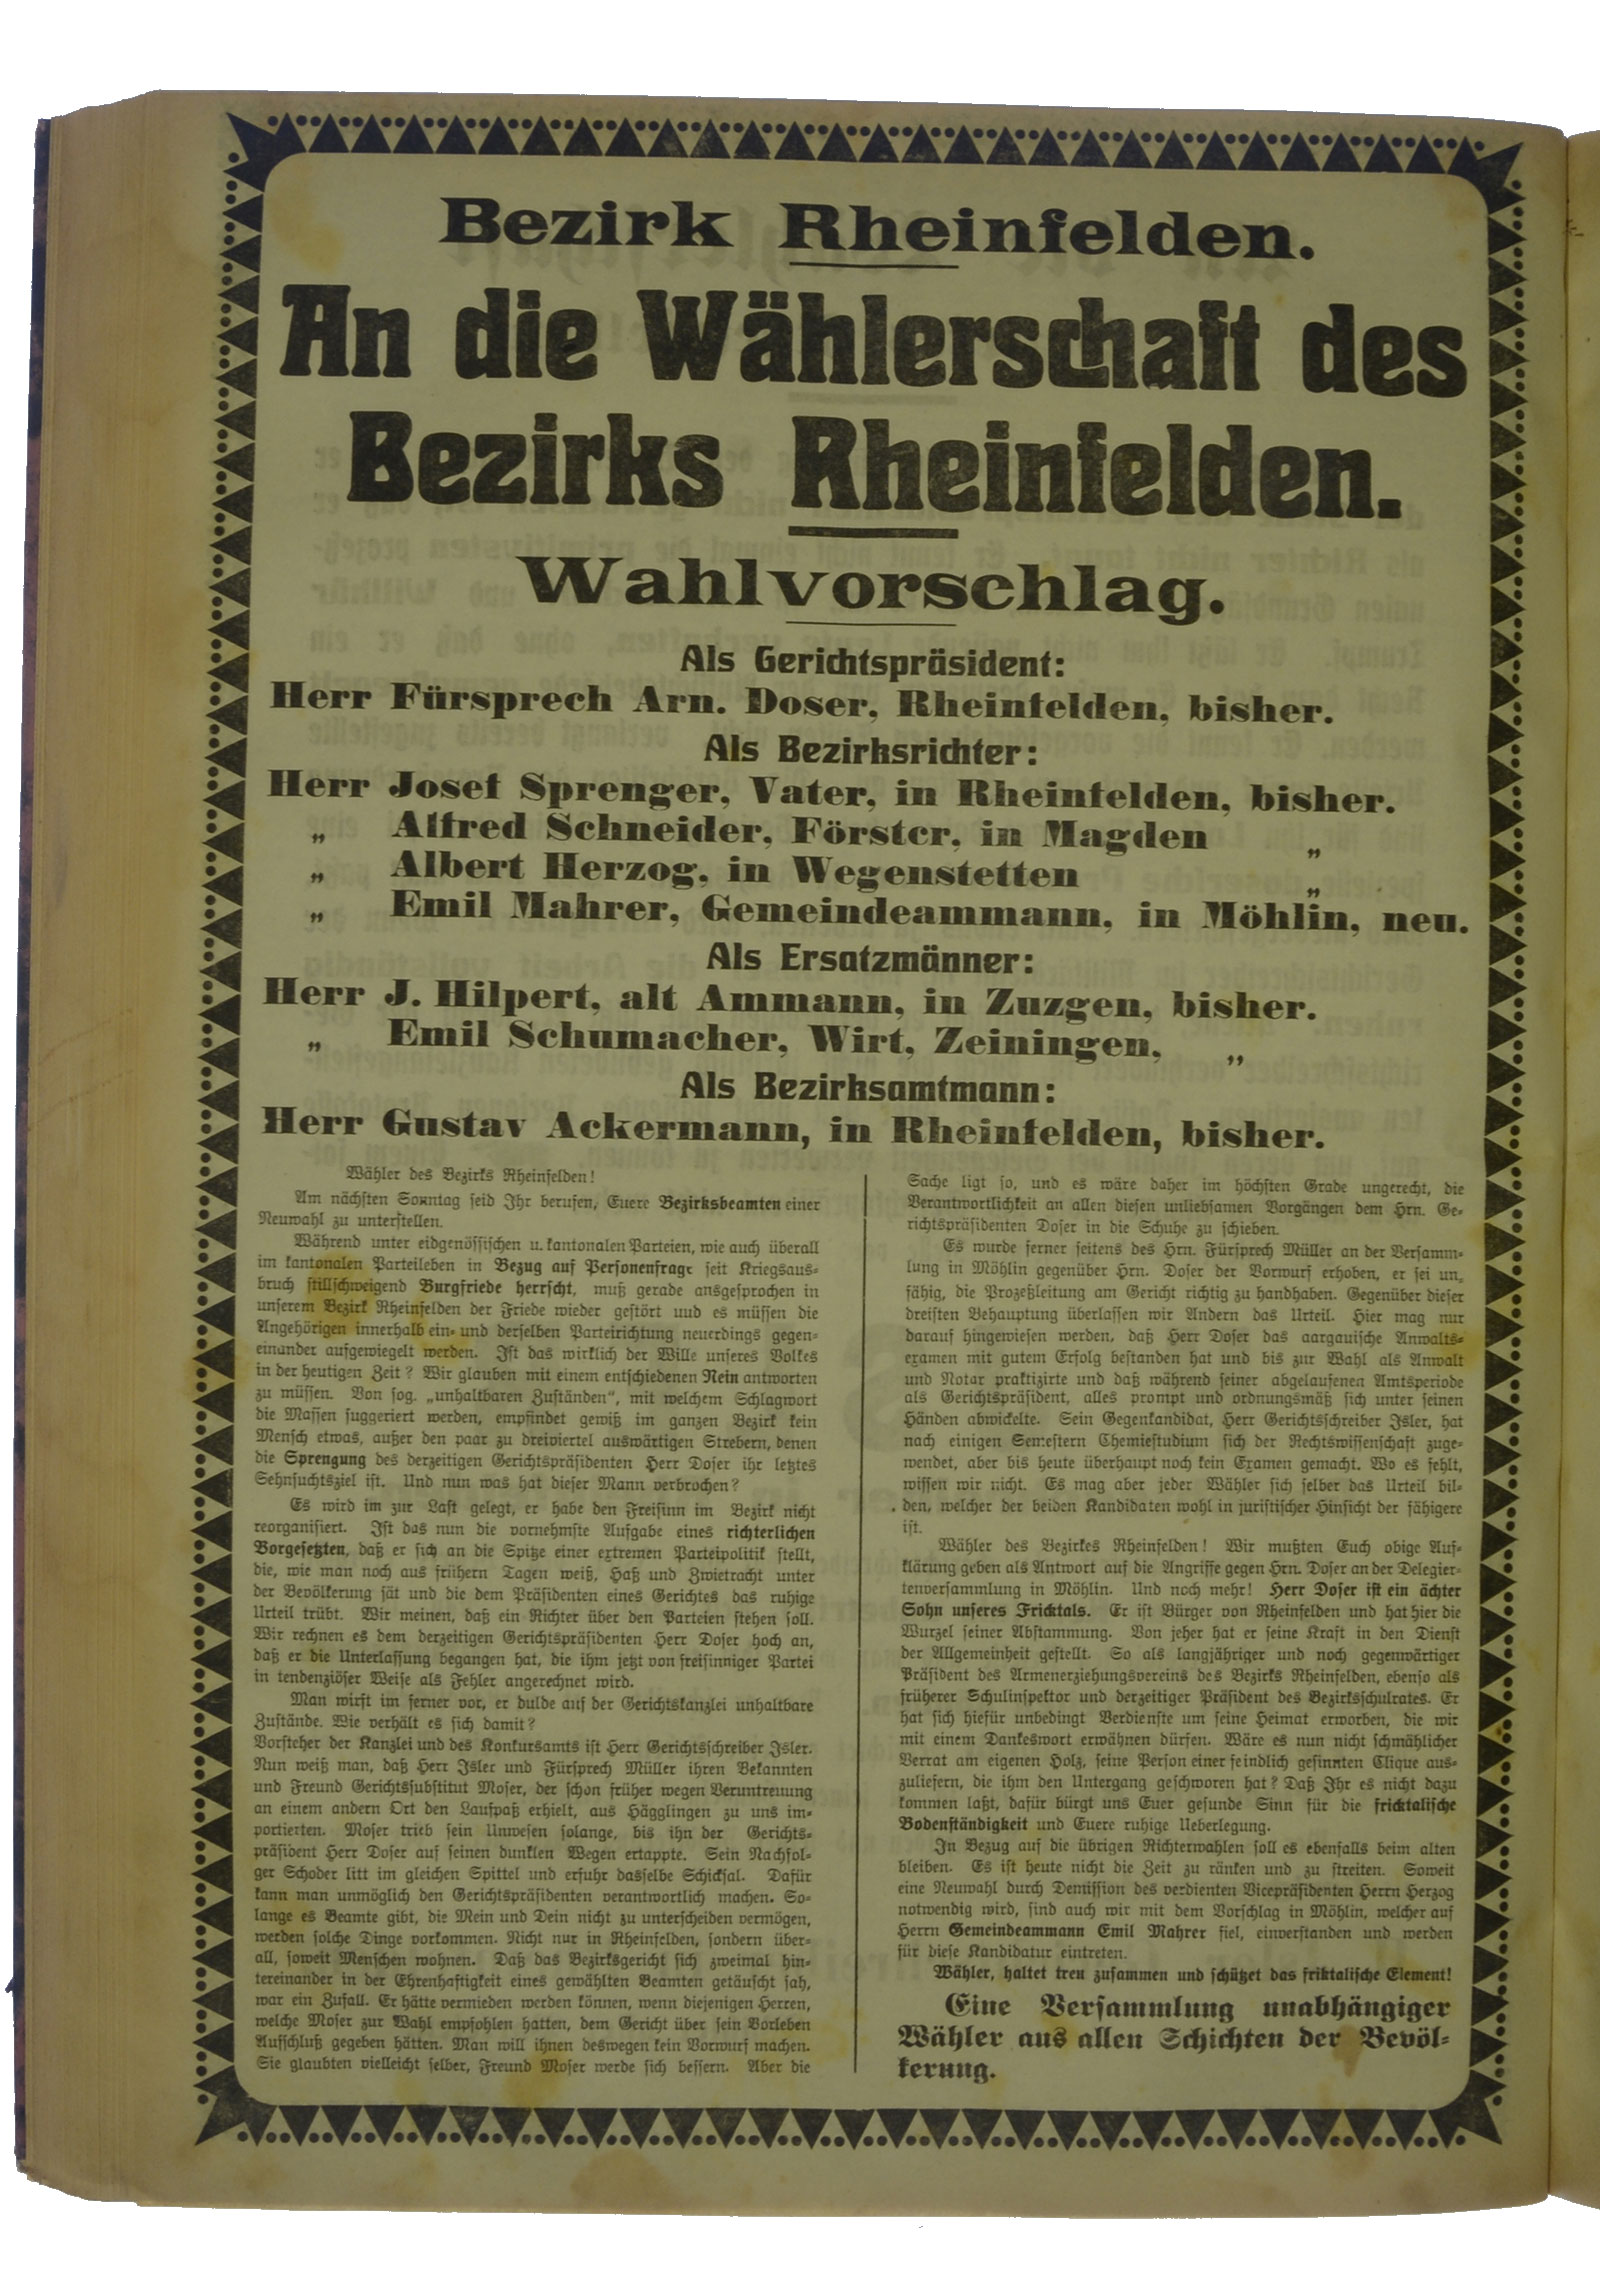 Bezirk Rheinfelden.
An die Wählerschaft des
Bezirks Rheinfelden.
Wahlvorschlag.
Als Gerichtspräsident:
Herr Fürsprech Arn. Doser, Rheinfelden, bisher.
Als Bezirksrichter:
Herr Josef Sprenger, Vater, in Rheinfelden, bisher.
„ Alfred Schneider, Förster, in Magden „
„ Albert Herzog, in Wegenstetten „
„ Emil Mahrer, Gemeindeammann, in Möhlin, neu.
Als Ersatzmänner:
Herr J. Hilpert, alt Ammann, in Zuzgen, bisher.
„ Emil Schumacher, Wirt, Zeiningen, „
Als Bezirksamtmann:
Herr Gustav Ackermann, in Rheinfelden, bisher.
Wähler des Bezirks Rheinfelden!
Am nächsten Sonntag seid Ihr berufen, Euere Bezirksbeamten einer
Neuwahl zu unterstellen.
Während unter eidgenössischen u. kantonalen Parteien, wie auch überall
im kantonalen Parteileben in Bezug auf Personenfrage seit Kriegsaus-
bruch stillschweigend Burgfriede herrscht, muß gerade ansgesprochen in
unserem Bezirk Rheinfelden der Friede wieder gestört uud es müssen die
Angehörigen innerhalb ein- und derselben Parteirichtung neuerdings gegen-
einander aufgewiegelt werden. Ist das wirklich der Wille unseres Volkes
in der heutigen Zeit? Wir glauben mit einem entschiedenen Nein antworten
zu müssen. Von sog. „unhaltbaren Zuständen“, mit welchem Schlagwort
die Massen suggeriert werden, empfindet gewiß im ganzen Bezirk kein
Mensch etwas, außer den paar zu dreiviertel auswärtigen Strebern, denen
die Sprengung des derzeitigen Gerichtspräsidenten Herr Doser ihr letztes
Sehnsuchtsziel ist. Und nun was hat dieser Mann verbrochen?
Es wird im zur Last gelegt, er habe den Freisinn im Bezirk nicht
reorganisiert. Ist das nun die vornehmste Aufgabe eines richterlichen
Vorgesetzten, daß er sich an die Spitze einer extremen Parteipolitik stellt,
die, wie man noch aus frühern Tagen weiß, Haß und Zwietracht unter
der Bevölkerung sät und die dem Präsidenten eines Gerichtes das ruhige
Urteil trübt. Wir meinen, daß ein Richter über den Parteien stehen soll.
Wir rechnen es dem derzeitigen Gerichtspräsidenten Herr Doser hoch an,
daß er die Unterlassung begangen hat, die ihm jetzt von freisinniger Partei
in tendenziöser Weise als Fehler angerechnet wird.
Man wirft im ferner vor, er dulde auf der Gerichtskanzlei unhaltbare
Zustände. Wie verhält es sich damit?
Vorsteher der Kanzlei und des Konkursamts ist Herr Gerichtsschreiber Isler.
Nun weiß man, daß Herr Isler und Fürsprech Müller ihren Bekannten
und Freund Gerichtssubstitut Moser, der schon früher wegen Veruntreuung
an einem andern Ort den Laufpaß erhielt, aus Hägglingen zu uns im-
portierten. Moser trieb sein Unwesen solange, bis ihn der Gerichts-
präsident Herr Doser auf seinen dunklen Wegen ertappte. Sein Nachfol-
ger Schoder litt im gleichen Spittel und erfuhr dasselbe Schicksal. Dafür
kann man unmöglich den Gerichtspräsidenten verantwortlich machen. So-
lange es Beamte gibt, die Mein und Dein nicht zu unterscheiden vermögen,
werden solche Dinge vorkommen. Nicht nur in Rheinfelden, sondern über-
all, soweit Menschen wohnen. Daß das Bezirksgericht sich zweimal hin-
tereinander in der Ehrenhaftigkeit eines gewählten Beamten getäuscht sah,
war ein Zufall. Er hätte vermieden werden können, wenn diejenigen Herren,
welche Moser zur Wahl empfohlen hatten, dem Gericht über sein Vorleben
Aufschluß gegeben hätten. Man will ihnen deswegen kein Vorwurf machen.
Sie glaubten vielleicht selber, Freund Moser werde sich bessern. Aber die
Sache ligt so, und es wäre daher im höchsten Grade ungerecht, die
Verantwortlichkeit an allen diesen unliebsamen Vorgängen dem Hrn. Ge-
richtspräsidenten Doser in die Schuhe zu schieben.
Es wurde ferner seitens des Hrn. Fürsprech Müller an der Versamm-
lung in Möhlin gegenüber Hrn. Doser der Vorwurf erhoben, er sei un-
fähig, die Prozeßleitung am Gericht richtig zu handhaben. Gegenüber dieser
dreisten Behauptung überlassen wir Andern das Urteil. Hier mag nur
darauf hingewiesen werden, daß Herr Doser das aargauische Anwalts-
examen mit gutem Erfolg bestanden hat und bis zur Wahl als Anwalt
und Notar praktizirte und daß während seiner abgelaufenen Amtsperiode
als Gerichtspräsident, alles prompt und ordnungsmäß sich unter seinen
Händen abwickelte. Sein Gegenkandidat, Herr Gerichtsschreiber Isler, hat
nach einigen Semestern Chemiestudium sich der Rechtswissenschaft zuge-
wendet, aber bis heute überhaupt noch kein Examen gemacht. Wo es fehlt,
wissen wir nicht. Es mag aber jeder Wähler sich selber das Urteil bil-
den, welcher der beiden Kandidaten wohl in juristischer Hinsicht der fähigere
ist.
Wähler des Bezirkes Rheinfelden! Wir mußten Euch obige Auf-
klärung geben als Antwort auf die Angriffe gegen Hrn. Doser an der Delegier-
tenversammlung in Möhlin. Und noch mehr! Herr Doser ist ein ächter
Sohn unseres Fricktals. Er ist Bürger von Rheinfelden und hat hier die
Wurzel seiner Abstammung. Von jeher hat er seine Kraft in den Dienst
der Allgemeinheit gestellt. So als langjähriger und noch gegenwärtiger
Präsident des Armenerziehungsvereins des Bezirks Rheinfelden, ebenso als
früherer Schulinspektor und derzeitiger Präsident des Bezirksschulrates. Er
hat sich hiefür unbedingt Verdienste um seine Heimat erworben, die wir
mit einem Dankeswort erwähnen dürfen. Wäre es nun nicht schmählicher
Verrat am eigenen Holz, seine Person einer feindlich gesinnten Clique aus-
zuliefern, die ihm den Untergang geschworen hat? Daß Ihr es nicht dazu
kommen laßt, dafür bürgt uns Euer gesunde Sinn für die fricktalische
Bodenständigkeit und Euere ruhige Ueberlegung.
In Bezug auf die übrigen Richterwahlen soll es ebenfalls beim alten
bleiben. Es ist heute nicht die Zeit zu ränken und zu streiten. Soweit
eine Neuwahl durch Demission des verdienten Vicepräsidenten Herrn Herzog
notwendig wird, sind auch wir mit dem Vorschlag in Möhlin, welcher auf
Herrn Gemeindeammann Emil Mahrer fiel, einverstanden und werden
für diese Kandidatur eintreten.
Wähler, haltet treu zusammen und schützet das friktalische Element!
Eine Versammlung unabhängiger
Wähler aus allen Schichten der Bevöl-
kerung.